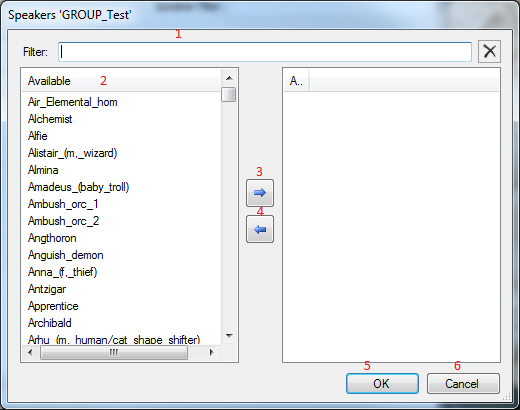 Speakers 'GROUP_Test'
1
Filter:
Available 2
A..
Air_Elemental_hom
Alchemist
Alfie
Alistair_(m,_wizard)
Almina
Amadeus_(baby_troll)
Ambush_orc_1
Ambush_orc_2
Angthoron
Anguish_demon
Anna_(f,_thief)
Antzigar
Apprentice
Archibald
Arhu_(m,_human/cat_shape_shifter)
3
4
5
6
OK
Cancel